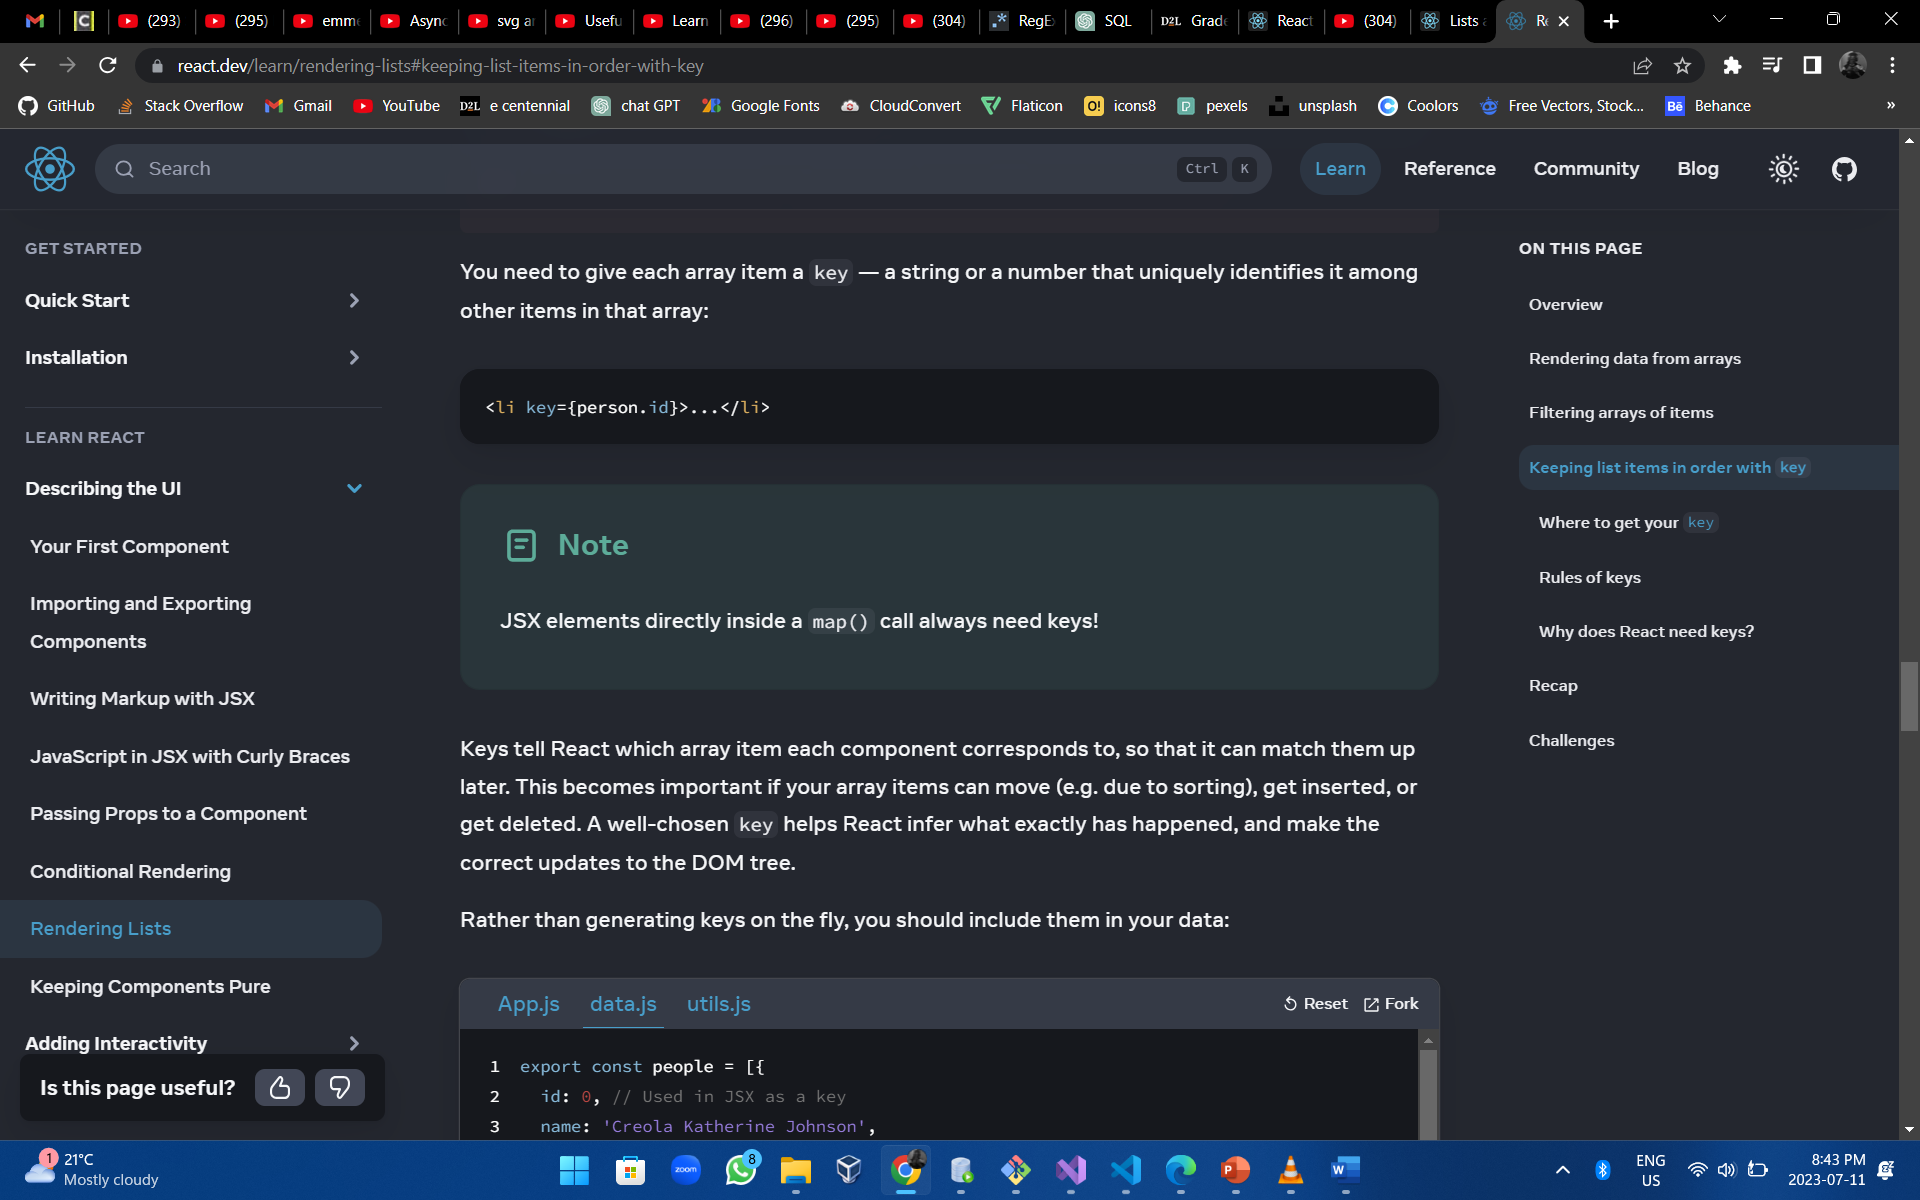 (293)
(295)
emme
Async
svg an
Usefu
Learn
(296)
(295)
(304)
RegEx
SQL
D2L Grade
React
(304)
Lists a
Re
react.dev/learn/rendering-lists#keeping-list-items-in-order-with-key
GitHub
Stack Overflow
Gmail
YouTube
D2L e centennial
chat GPT
Google Fonts
CloudConvert
Flaticon
O! icons8
pexels
unsplash
Coolors
Free Vectors, Stock...
Bē Behance
»
Search
Ctrl K
Learn
Reference
Community
Blog
GET STARTED
Quick Start
Installation
LEARN REACT
Describing the UI
Your First Component
Importing and Exporting
Components
Writing Markup with JSX
JavaScript in JSX with Curly Braces
Passing Props to a Component
Conditional Rendering
Rendering Lists
Keeping Components Pure
Adding Interactivity
Is this page useful?
You need to give each array item a key — a string or a number that uniquely identifies it among
other items in that array:
<li key={person.id}>...</li>
Note
JSX elements directly inside a map() call always need keys!
Keys tell React which array item each component corresponds to, so that it can match them up
later. This becomes important if your array items can move (e.g. due to sorting), get inserted, or
get deleted. A well-chosen key helps React infer what exactly has happened, and make the
correct updates to the DOM tree.
Rather than generating keys on the fly, you should include them in your data:
App.js
data.js
utils.js
Reset
Fork
1 export const people = [{
2 id: 0, // Used in JSX as a key
3 name: 'Creola Katherine Johnson',
ON THIS PAGE
Overview
Rendering data from arrays
Filtering arrays of items
Keeping list items in order with key
Where to get your key
Rules of keys
Why does React need keys?
Recap
Challenges
1
21°C
Mostly cloudy
zoom
8
ENG
US
8:43 PM
2023-07-11